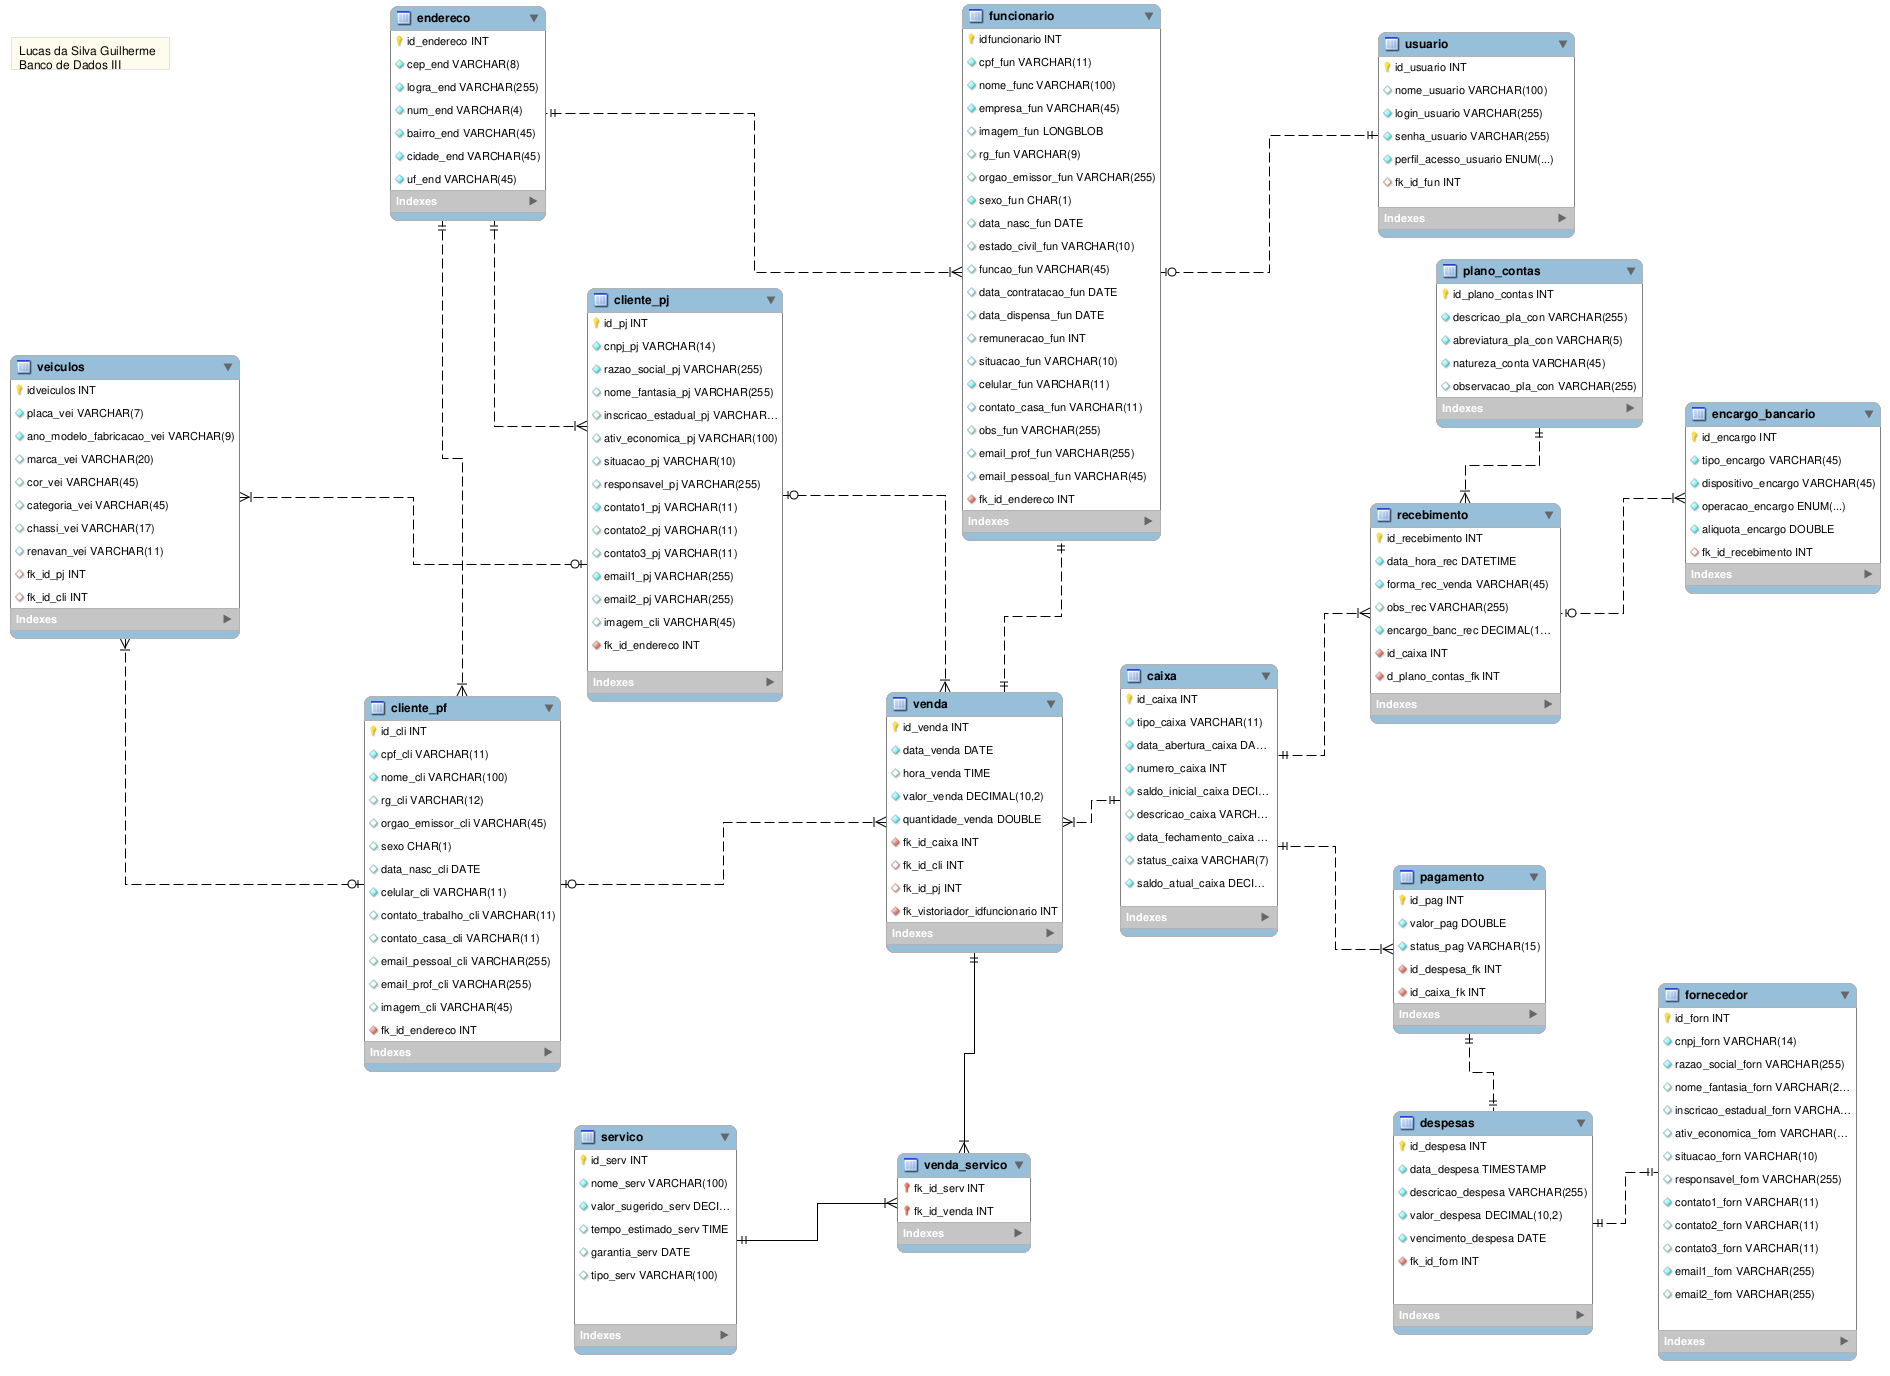 Lucas da Silva Guilherme
Banco de Dados III
endereco
id_endereco INT
cep_end VARCHAR(8)
logra_end VARCHAR(255)
num_end VARCHAR(4)
bairro_end VARCHAR(45)
cidade_end VARCHAR(45)
uf_end VARCHAR(45)
Indexes
funcionario
idfuncionario INT
cpf_fun VARCHAR(11)
nome_func VARCHAR(100)
empresa_fun VARCHAR(45)
imagem_fun LONGBLOB
rg_fun VARCHAR(9)
orgao_emissor_fun VARCHAR(255)
sexo_fun CHAR(1)
data_nasc_fun DATE
estado_civil_fun VARCHAR(10)
funcao_fun VARCHAR(45)
data_contratacao_fun DATE
data_dispensa_fun DATE
remuneracao_fun INT
situacao_fun VARCHAR(10)
celular_fun VARCHAR(11)
contato_casa_fun VARCHAR(11)
obs_fun VARCHAR(255)
email_prof_fun VARCHAR(255)
email_pessoal_fun VARCHAR(45)
fk_id_endereco INT
Indexes
usuario
id_usuario INT
nome_usuario VARCHAR(100)
login_usuario VARCHAR(255)
senha_usuario VARCHAR(255)
perfil_acesso_usuario ENUM(...)
fk_id_fun INT
Indexes
plano_contas
id_plano_contas INT
descricao_pla_con VARCHAR(255)
abreviatura_pla_con VARCHAR(5)
natureza_conta VARCHAR(45)
observacao_pla_con VARCHAR(255)
Indexes
cliente_pj
id_pj INT
cnpj_pj VARCHAR(14)
razao_social_pj VARCHAR(255)
nome_fantasia_pj VARCHAR(255)
inscricao_estadual_pj VARCHAR...
ativ_economica_pj VARCHAR(100)
situacao_pj VARCHAR(10)
responsavel_pj VARCHAR(255)
contato1_pj VARCHAR(11)
contato2_pj VARCHAR(11)
contato3_pj VARCHAR(11)
email1_pj VARCHAR(255)
email2_pj VARCHAR(255)
imagem_cli VARCHAR(45)
fk_id_endereco INT
Indexes
veiculos
idveiculos INT
placa_vei VARCHAR(7)
ano_modelo_fabricacao_vei VARCHAR(9)
marca_vei VARCHAR(20)
cor_vei VARCHAR(45)
categoria_vei VARCHAR(45)
chassi_vei VARCHAR(17)
renavan_vei VARCHAR(11)
fk_id_pj INT
fk_id_cli INT
Indexes
encargo_bancario
id_encargo INT
tipo_encargo VARCHAR(45)
dispositivo_encargo VARCHAR(45)
operacao_encargo ENUM(...)
aliquota_encargo DOUBLE
fk_id_recebimento INT
Indexes
recebimento
id_recebimento INT
data_hora_rec DATETIME
forma_rec_venda VARCHAR(45)
obs_rec VARCHAR(255)
encargo_banc_rec DECIMAL(1...
id_caixa INT
d_plano_contas_fk INT
Indexes
cliente_pf
id_cli INT
cpf_cli VARCHAR(11)
nome_cli VARCHAR(100)
rg_cli VARCHAR(12)
orgao_emissor_cli VARCHAR(45)
sexo CHAR(1)
data_nasc_cli DATE
celular_cli VARCHAR(11)
contato_trabalho_cli VARCHAR(11)
contato_casa_cli VARCHAR(11)
email_pessoal_cli VARCHAR(255)
email_prof_cli VARCHAR(255)
imagem_cli VARCHAR(45)
fk_id_endereco INT
Indexes
venda
id_venda INT
data_venda DATE
hora_venda TIME
valor_venda DECIMAL(10,2)
quantidade_venda DOUBLE
fk_id_caixa INT
fk_id_cli INT
fk_id_pj INT
fk_vistoriador_idfuncionario INT
Indexes
caixa
id_caixa INT
tipo_caixa VARCHAR(11)
data_abertura_caixa DA...
numero_caixa INT
saldo_inicial_caixa DECI...
descricao_caixa VARCH...
data_fechamento_caixa ...
status_caixa VARCHAR(7)
saldo_atual_caixa DECI...
Indexes
pagamento
id_pag INT
valor_pag DOUBLE
status_pag VARCHAR(15)
id_despesa_fk INT
id_caixa_fk INT
Indexes
fornecedor
id_forn INT
cnpj_forn VARCHAR(14)
razao_social_forn VARCHAR(255)
nome_fantasia_forn VARCHAR(2...
inscricao_estadual_forn VARCHA...
ativ_economica_forn VARCHAR(...
situacao_forn VARCHAR(10)
responsavel_forn VARCHAR(255)
contato1_forn VARCHAR(11)
contato2_forn VARCHAR(11)
contato3_forn VARCHAR(11)
email1_forn VARCHAR(255)
email2_forn VARCHAR(255)
Indexes
despesas
id_despesa INT
data_despesa TIMESTAMP
descricao_despesa VARCHAR(255)
valor_despesa DECIMAL(10,2)
vencimento_despesa DATE
fk_id_forn INT
Indexes
servico
id_serv INT
nome_serv VARCHAR(100)
valor_sugerido_serv DECI...
tempo_estimado_serv TIME
garantia_serv DATE
tipo_serv VARCHAR(100)
Indexes
venda_servico
fk_id_serv INT
fk_id_venda INT
Indexes